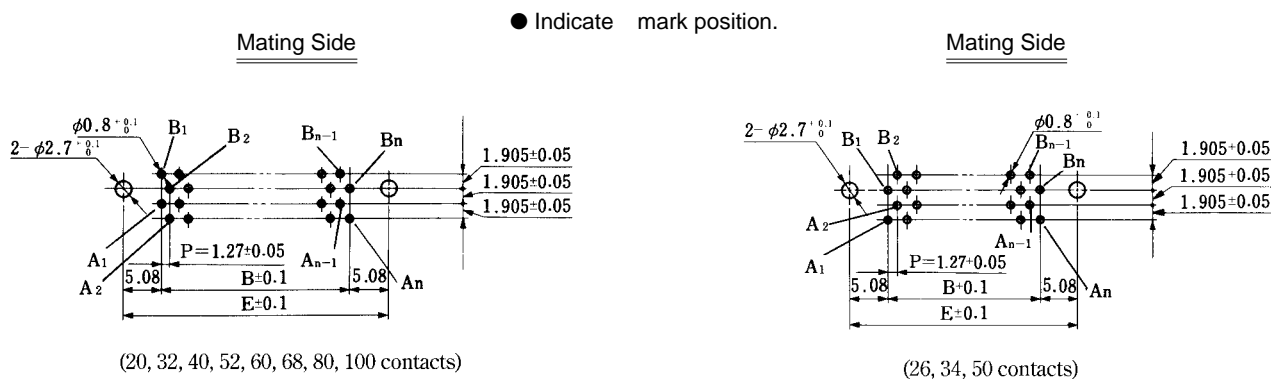 ● Indicate mark position.
Mating Side
φ0.8 +0.1 0
B1
B2
Bn-1
Bn
2- φ2.7 +0.1 0
1.905±0.05
1.905±0.05
1.905±0.05
A1
A2
P=1.27±0.05
An-1
An
5.08
B±0.1
5.08
E±0.1
(20, 32, 40, 52, 60, 68, 80, 100 contacts)
Mating Side
2- φ2.7 +0.1 0
B1
B2
φ0.8 +0.1 0
Bn-1
Bn
1.905+0.05
1.905+0.05
1.905±0.05
A2
A1
An-1
An
P=1.27+0.05
5.08
B+0.1
5.08
E±0.1
(26, 34, 50 contacts)